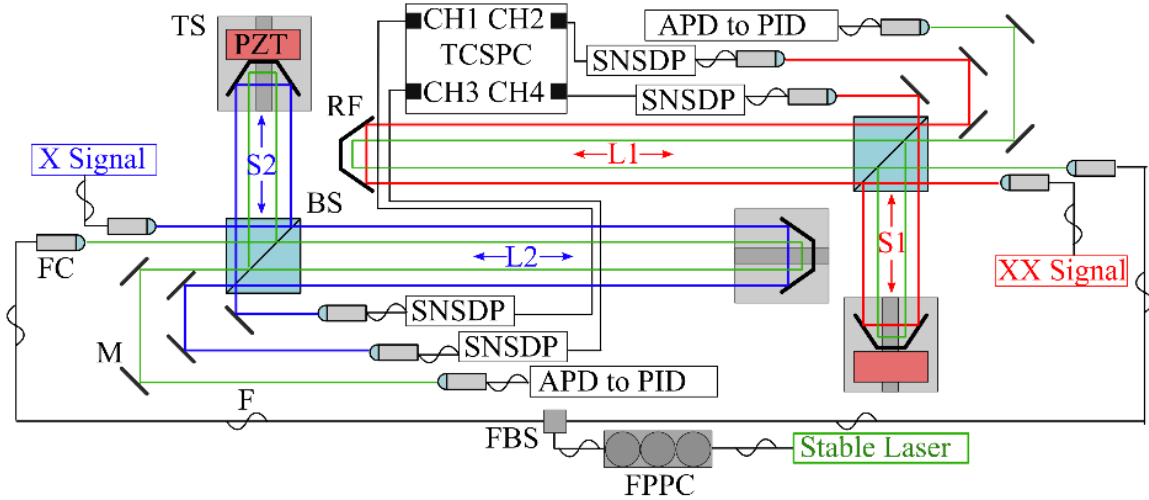 TS
PZT
CH1 CH2
TCSPC
CH3 CH4
APD to PID
SNSDP
SNSDP
RF
X Signal
S2
L1
BS
FC
L2
S1
XX Signal
SNSDP
SNSDP
M
APD to PID
F
FBS
FPPC
Stable Laser